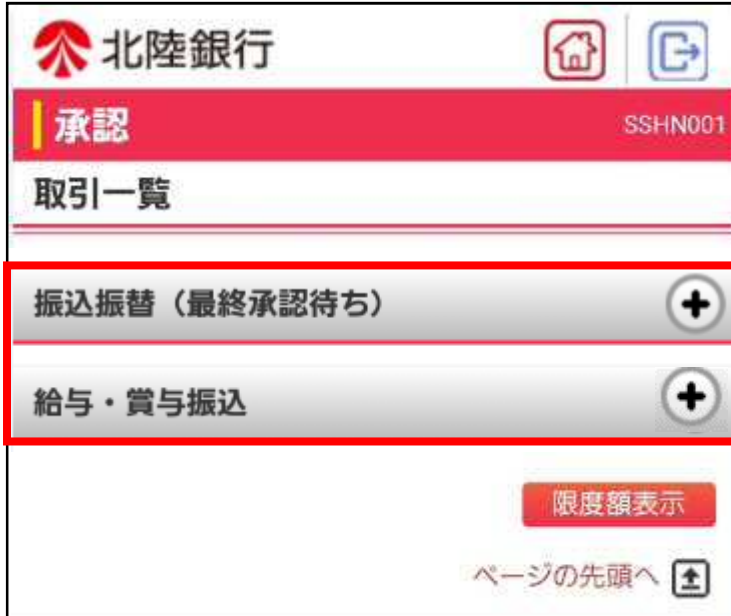 北陸銀行
承認
SSHN001
取引一覧
振込振替（最終承認待ち）
給与・賞与振込
限度額表示
ページの先頭へ